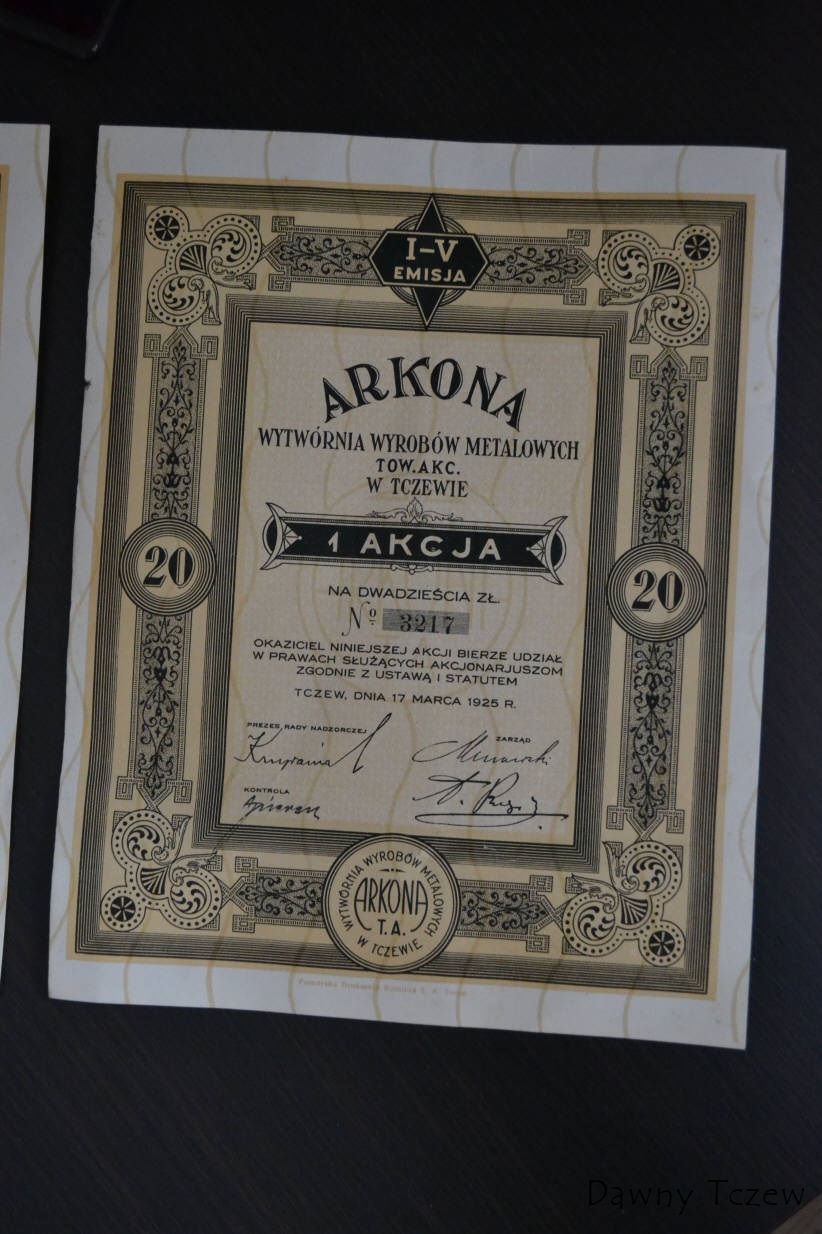 I-V
EMISJA
ARKONA
WYTWÓRNIA WYROBÓW METALOWYCH
TOW. AKC.
W TCZEWIE
1 AKCJA
20
20
NA DWADZIEŚCIA ZŁ.
No 3217
OKAZICIEL NINIEJSZEJ AKCJI BIERZE UDZIAŁ
W PRAWACH SŁUŻĄCYCH AKCJONARJUSZOM
ZGODNIE Z USTAWĄ I STATUTEM
TCZEW, DNIA 17 MARCA 1925 R.
PREZES RADY NADZORCZEJ
ZARZĄD
KONTROLA
WYTWÓRNIA WYROBÓW METALOWYCH
ARKONA
T. A.
W TCZEWIE
Dawny Tczew